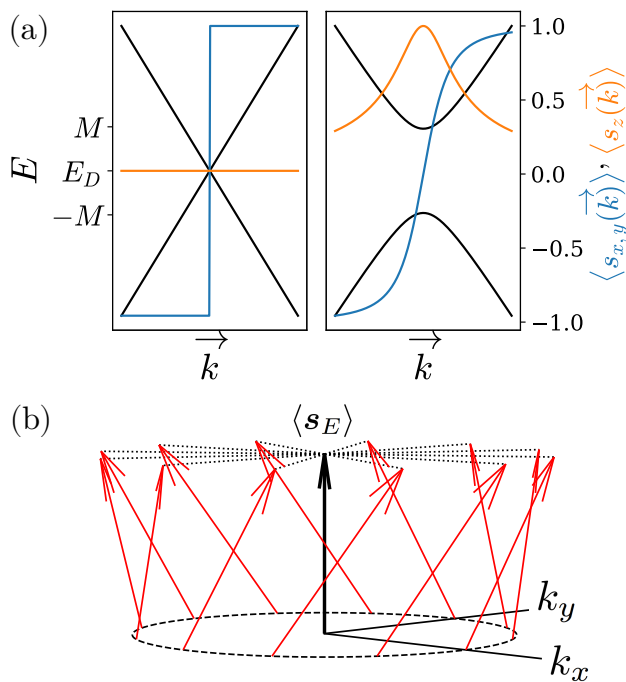 (a)
E
M
E_D
−M
k⃗
k⃗
1.0
0.5
0.0
−0.5
−1.0
⟨s_{x,y}(k⃗)⟩, ⟨s_z(k⃗)⟩
(b)
⟨s_E⟩
k_y
k_x